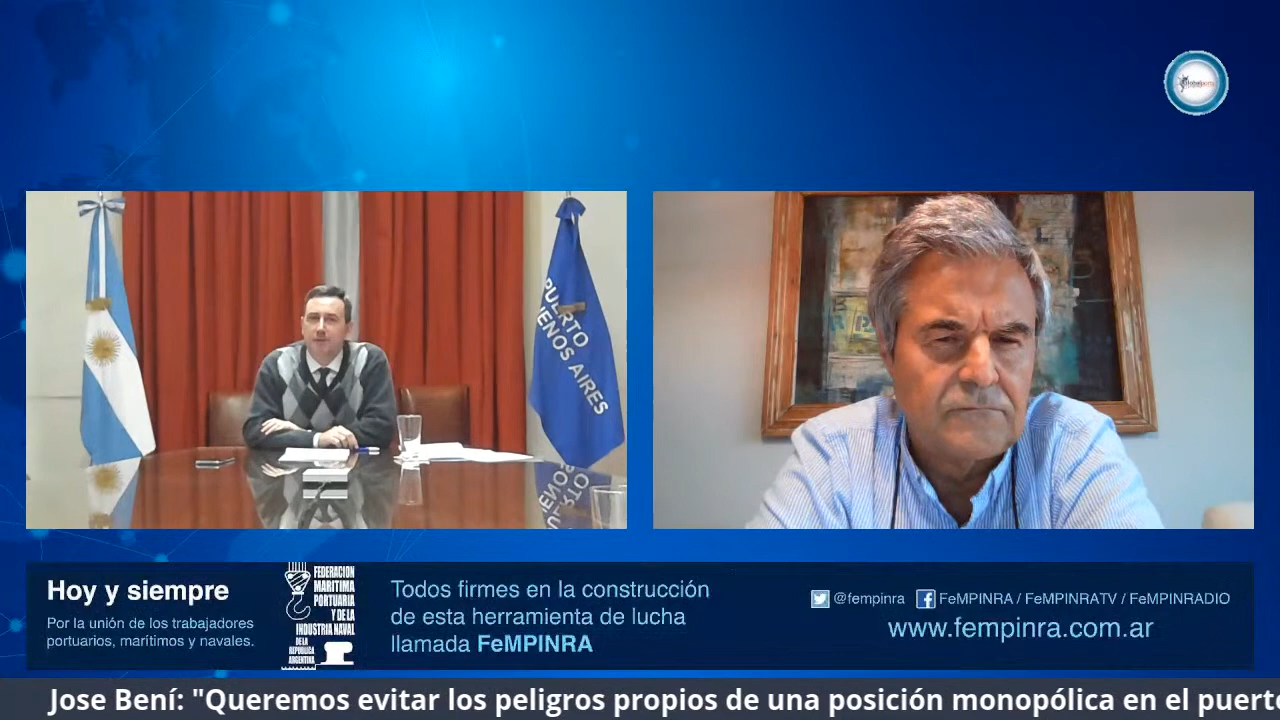 PUERTO
BUENOS AIRES
Hoy y siempre
Por la unión de los trabajadores
portuarios, marítimos y navales.
FEDERACION
MARITIMA
PORTUARIA
Y DE LA
INDUSTRIA NAVAL
DE LA
REPUBLICA
ARGENTINA
Todos firmes en la construcción
de esta herramienta de lucha
llamada FeMPINRA
@fempinra FeMPINRA / FeMPINRATV / FeMPINRADIO
www.fempinra.com.ar
Jose Bení: "Queremos evitar los peligros propios de una posición monopólica en el puerto